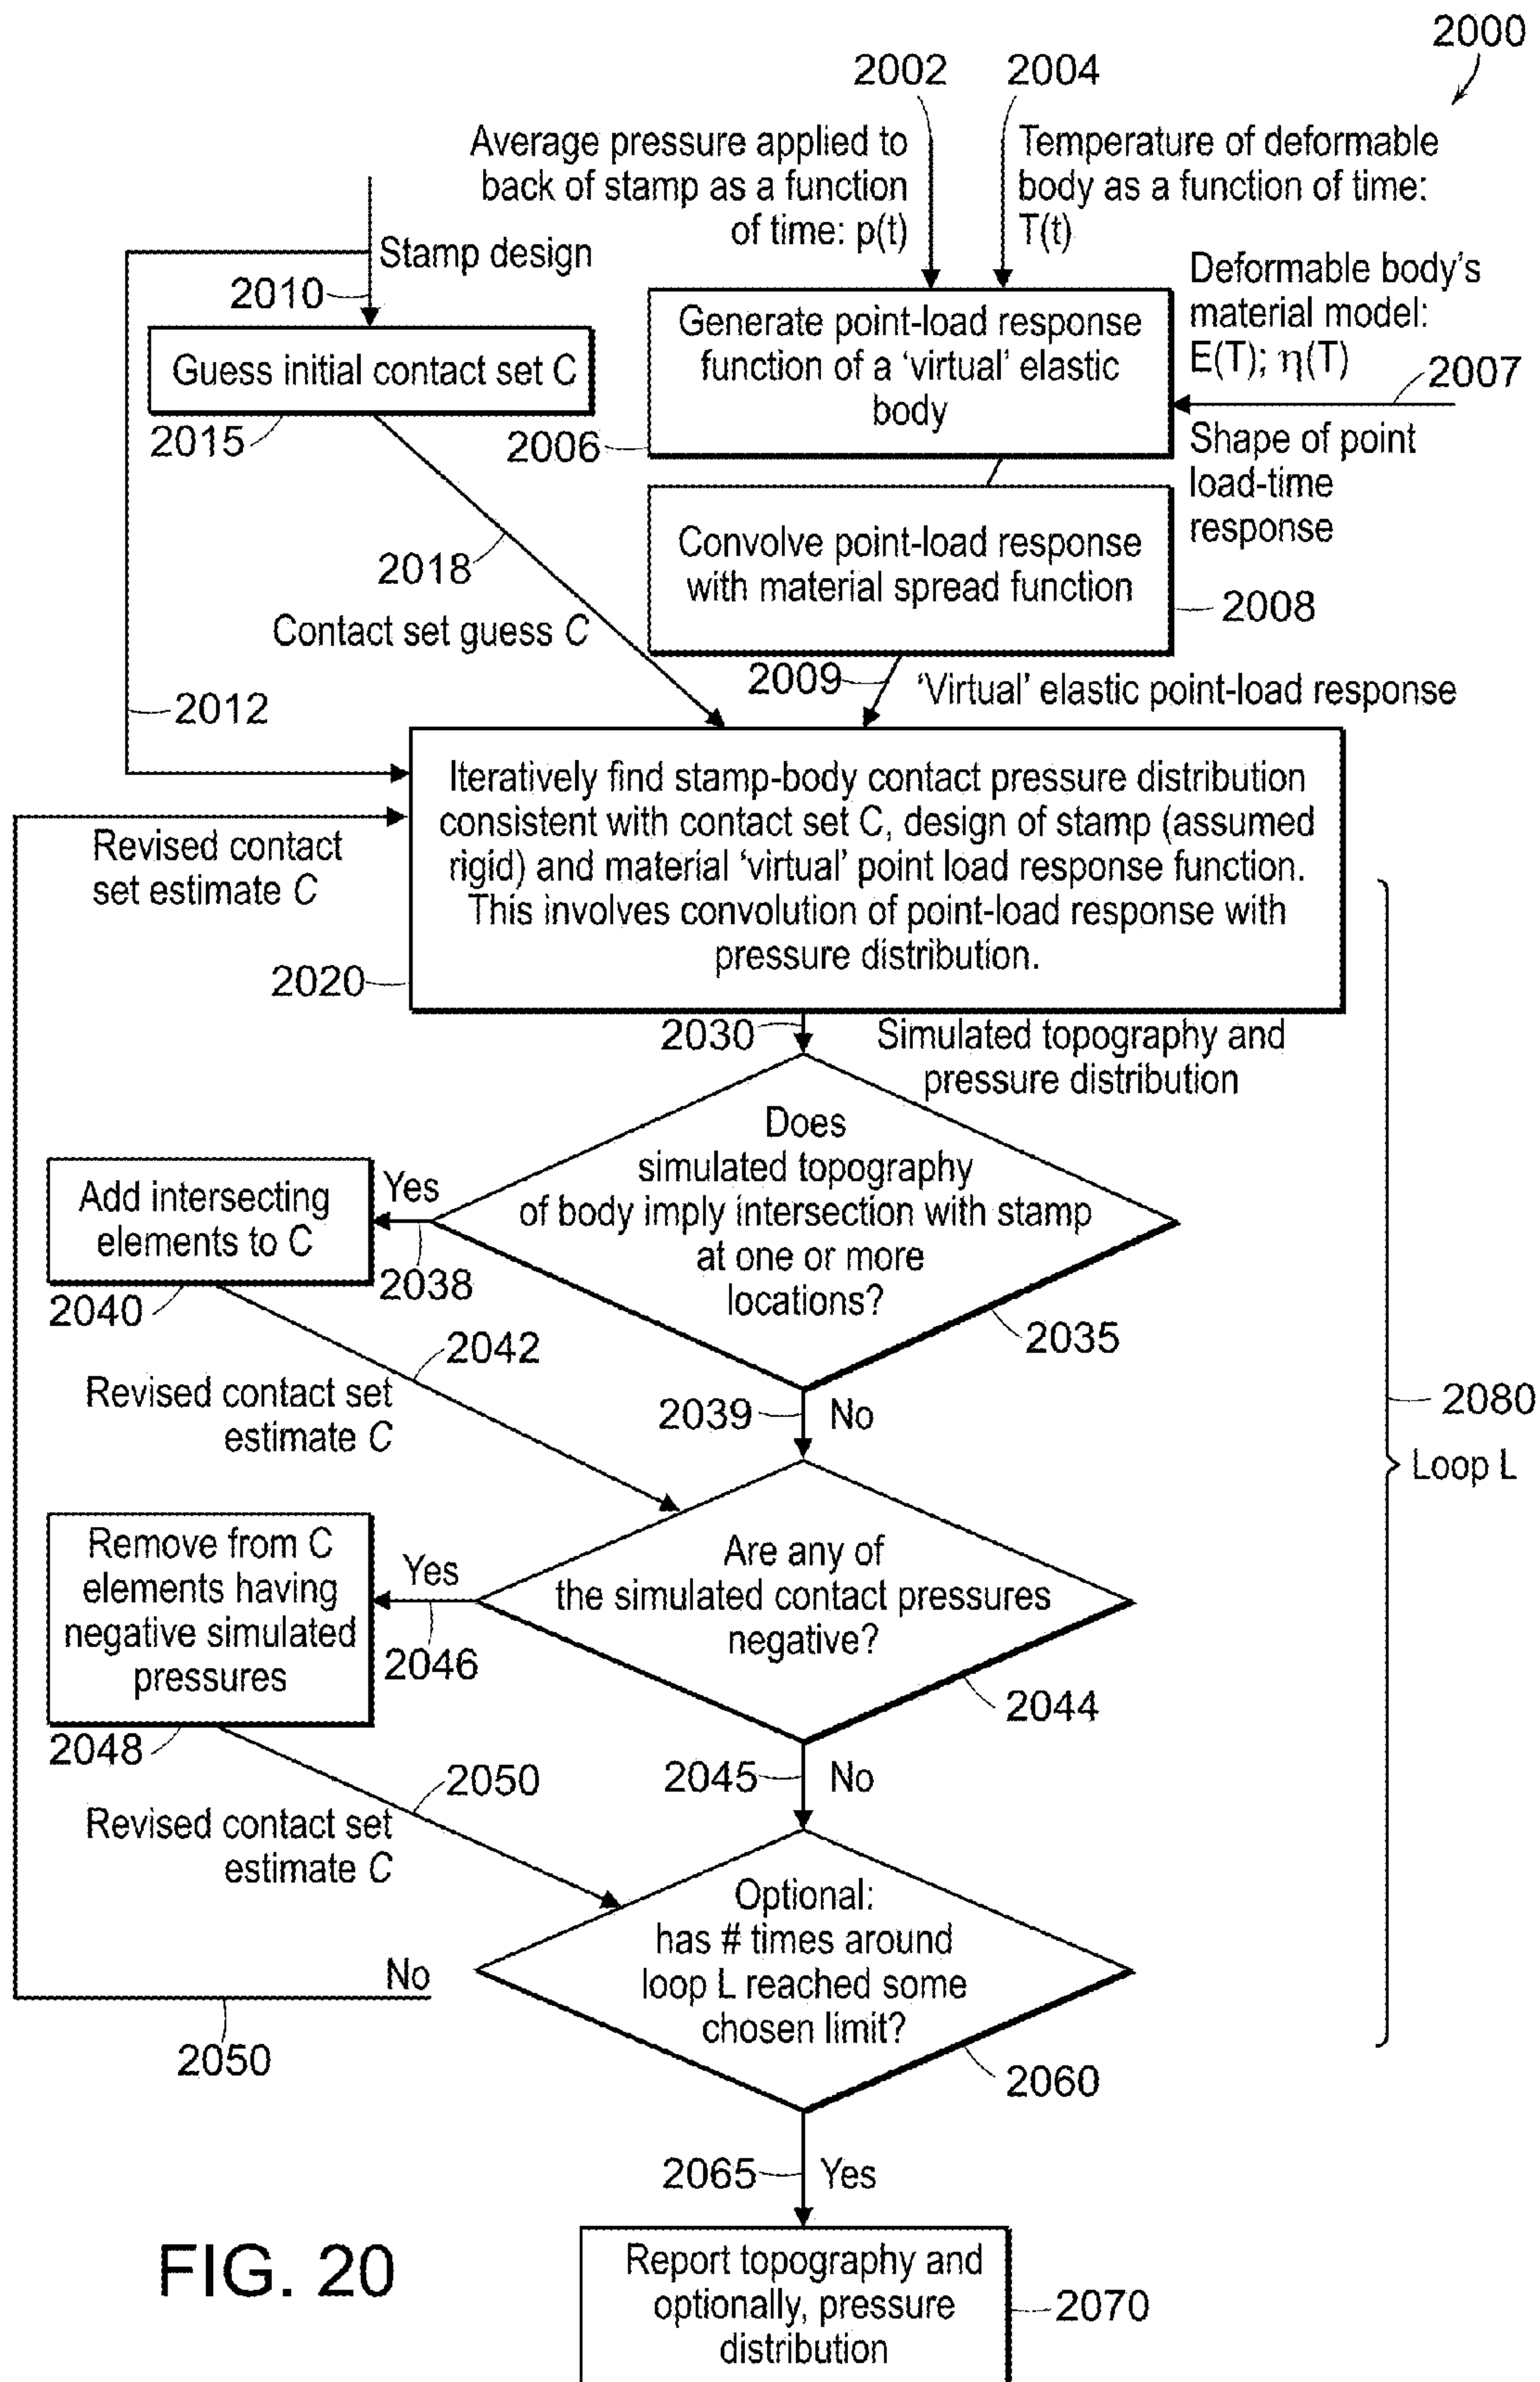 2000
2002
2004
Average pressure applied to
back of stamp as a function
of time: p(t)
Temperature of deformable
body as a function of time:
T(t)
Stamp design
2010
Deformable body's
material model:
E(T); η(T)
2007
Guess initial contact set C
2015
Generate point-load response
function of a 'virtual' elastic
body
2006
Shape of point
load-time
response
Convolve point-load response
with material spread function
2008
2018
Contact set guess C
2009
'Virtual' elastic point-load response
2012
Iteratively find stamp-body contact pressure distribution
consistent with contact set C, design of stamp (assumed
rigid) and material 'virtual' point load response function.
This involves convolution of point-load response with
pressure distribution.
Revised contact
set estimate C
2020
2030
Simulated topography and
pressure distribution
Does
simulated topography
of body imply intersection with stamp
at one or more
locations?
2035
Yes
2038
Add intersecting
elements to C
2040
2042
Revised contact set
estimate C
2039
No
2080
Loop L
Are any of
the simulated contact pressures
negative?
2044
Yes
2046
Remove from C
elements having
negative simulated
pressures
2048
2050
Revised contact set
estimate C
2045
No
Optional:
has # times around
loop L reached some
chosen limit?
2060
No
2050
2065
Yes
Report topography and
optionally, pressure
distribution
2070
FIG. 20